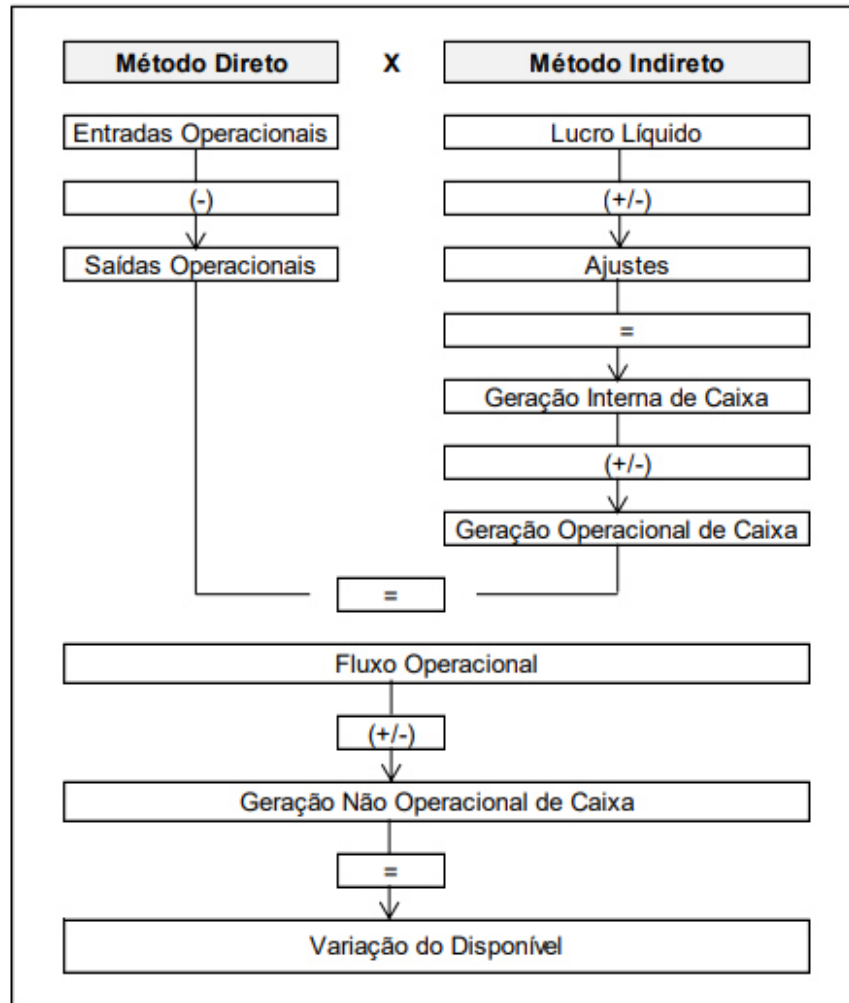 Método Direto X Método Indireto
Entradas Operacionais Lucro Líquido
(-) (+/-)
Saídas Operacionais Ajustes
=
Geração Interna de Caixa
(+/-)
Geração Operacional de Caixa
=
Fluxo Operacional
(+/-)
Geração Não Operacional de Caixa
=
Variação do Disponível